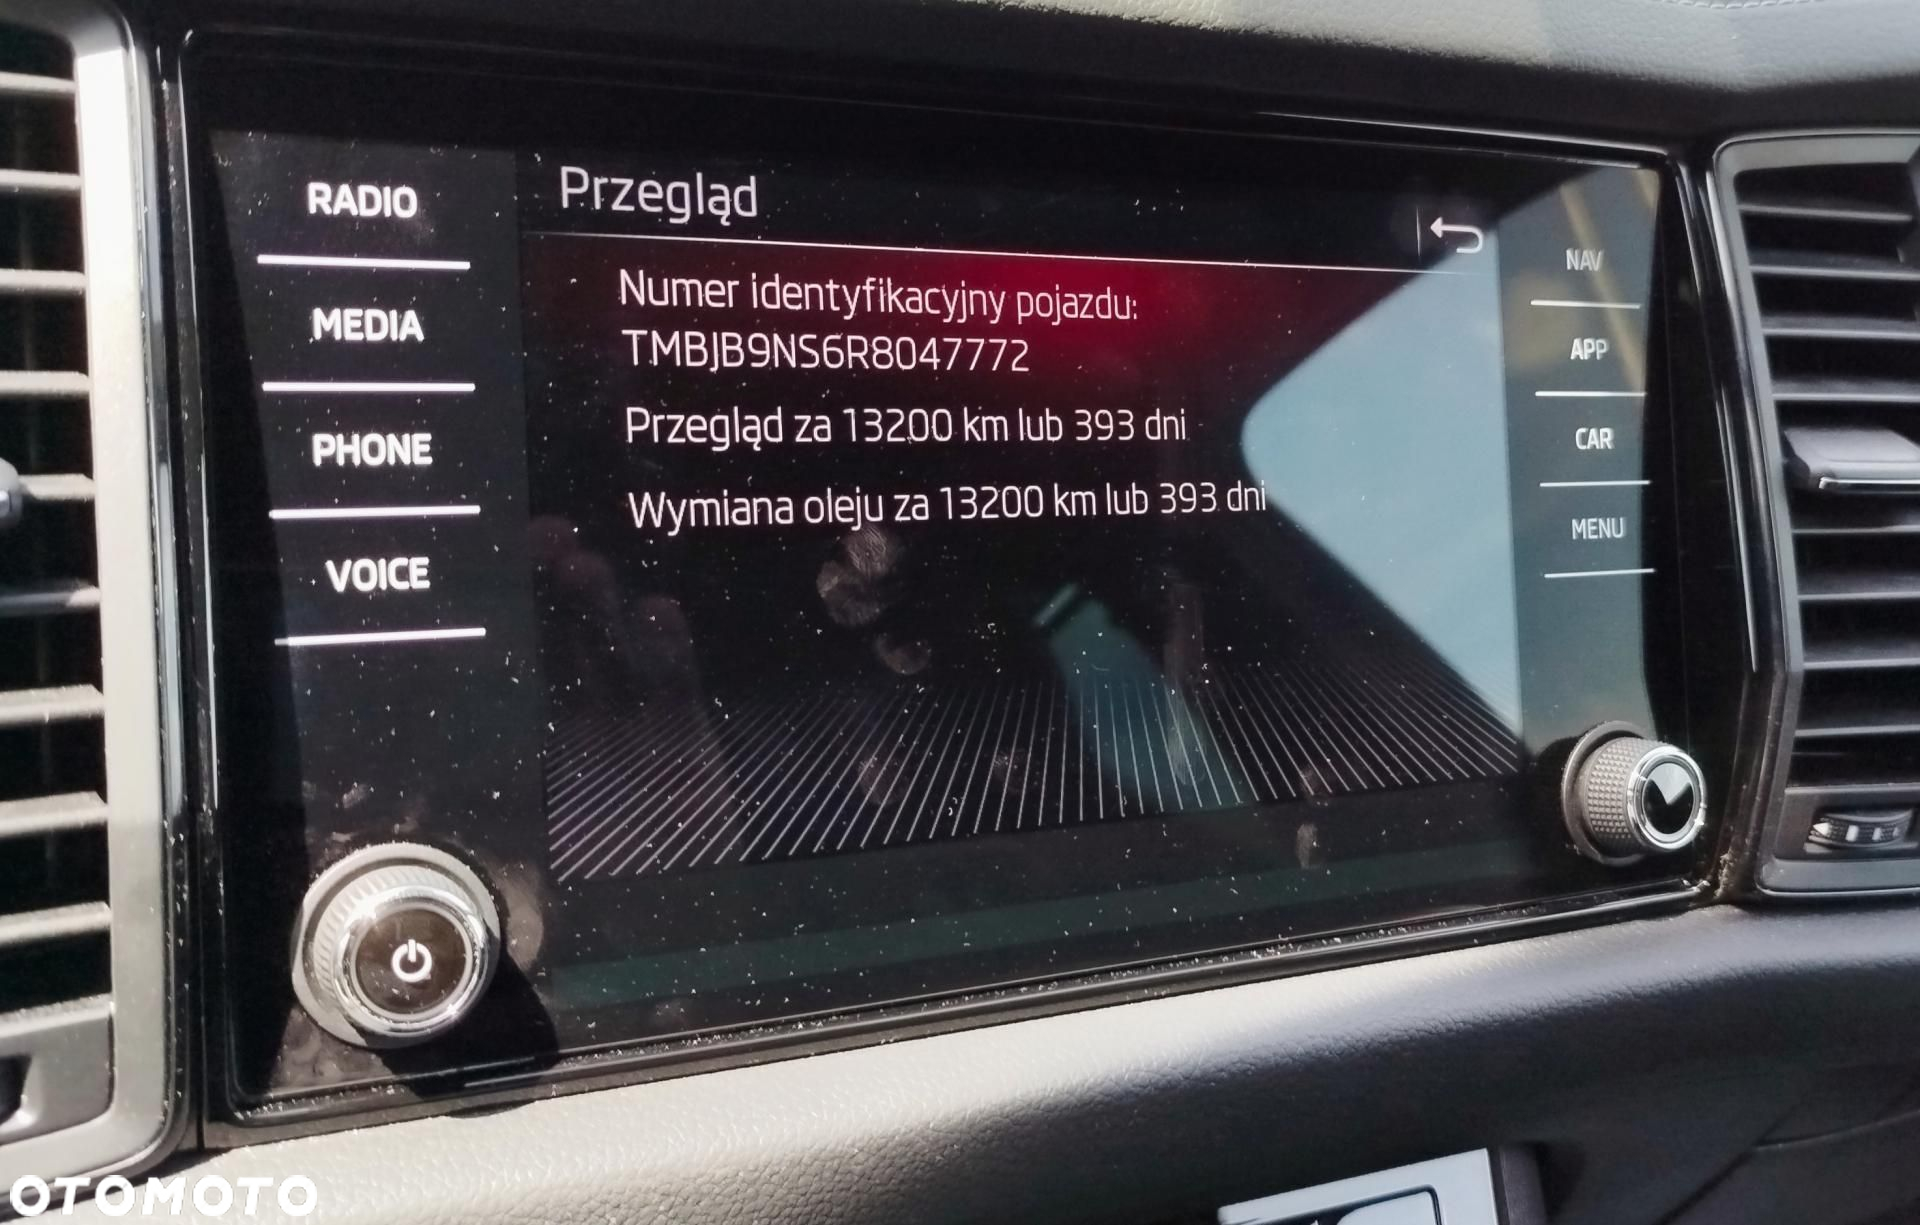 RADIO
MEDIA
PHONE
VOICE
Przegląd
Numer identyfikacyjny pojazdu:
TMBJB9NS6R8047772
Przegląd za 13200 km lub 393 dni
Wymiana oleju za 13200 km lub 393 dni
NAV
APP
CAR
MENU
OTOMOTO